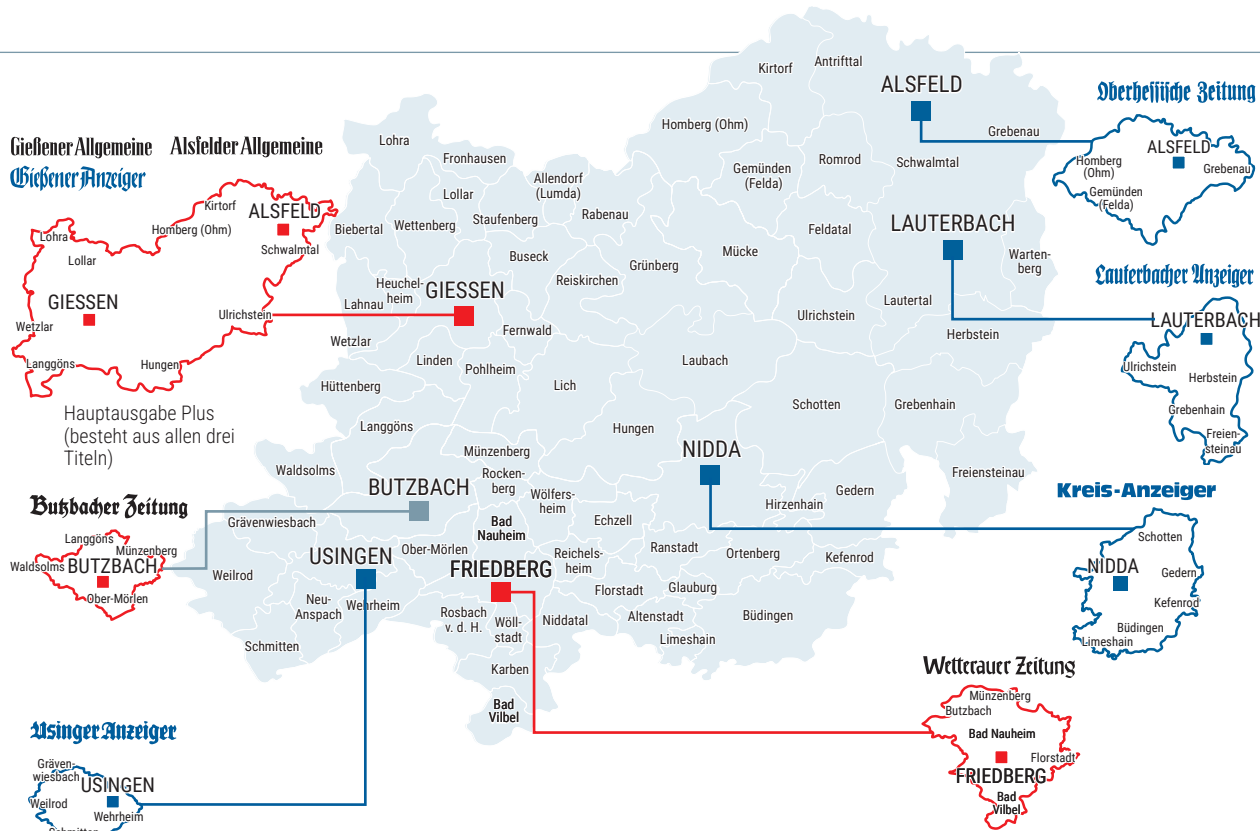 Gießener Allgemeine
Alsfelder Allgemeine
Gießener Anzeiger
Kirtorf
ALSFELD
Homberg (Ohm)
Lohra
Schwalmtal
Lollar
GIESSEN
Ulrichstein
Wetzlar
Langgöns
Hungen
Hauptausgabe Plus
(besteht aus allen drei
Titeln)
Butzbacher Zeitung
Langgöns
Münzenberg
Waldsolms
BUTZBACH
Ober-Mörlen
Usinger Anzeiger
Gräven-
wiesbach
USINGEN
Weilrod
Wehrheim
Schmitten
Kirtorf
Antrifttal
ALSFELD
Homberg (Ohm)
Grebenau
Lohra
Fronhausen
Romrod
Schwalmtal
Gemünden
(Felda)
Allendorf
(Lumda)
Lollar
Staufenberg
Rabenau
Biebertal
Wettenberg
Feldatal
LAUTERBACH
Buseck
Mücke
Warten-
berg
Grünberg
Reiskirchen
Heuchel-
heim
GIESSEN
Lahnau
Lautertal
Ulrichstein
Fernwald
Herbstein
Wetzlar
Linden
Pohlheim
Laubach
Hüttenberg
Lich
Schotten
Grebenhain
Langgöns
Hungen
Münzenberg
NIDDA
Waldsolms
Rocken-
berg
Freiensteinau
BUTZBACH
Wölfers-
heim
Gedern
Hirzenhain
Grävenwiesbach
Bad
Nauheim
Echzell
USINGEN
Ober-Mörlen
Reichels-
heim
Ranstadt
Ortenberg
Kefenrod
Weilrod
FRIEDBERG
Florstadt
Glauburg
Neu-
Anspach
Wehrheim
Rosbach
v. d. H.
Wöll-
stadt
Niddatal
Altenstadt
Büdingen
Limeshain
Schmitten
Karben
Bad
Vilbel
Oberhessische Zeitung
ALSFELD
Homberg
(Ohm)
Grebenau
Gemünden
(Felda)
Lauterbacher Anzeiger
LAUTERBACH
Ulrichstein
Herbstein
Grebenhain
Freien-
steinau
Kreis-Anzeiger
Schotten
NIDDA
Gedern
Kefenrod
Büdingen
Limeshain
Wetterauer Zeitung
Münzenberg
Butzbach
Bad Nauheim
Florstadt
FRIEDBERG
Bad
Vilbel